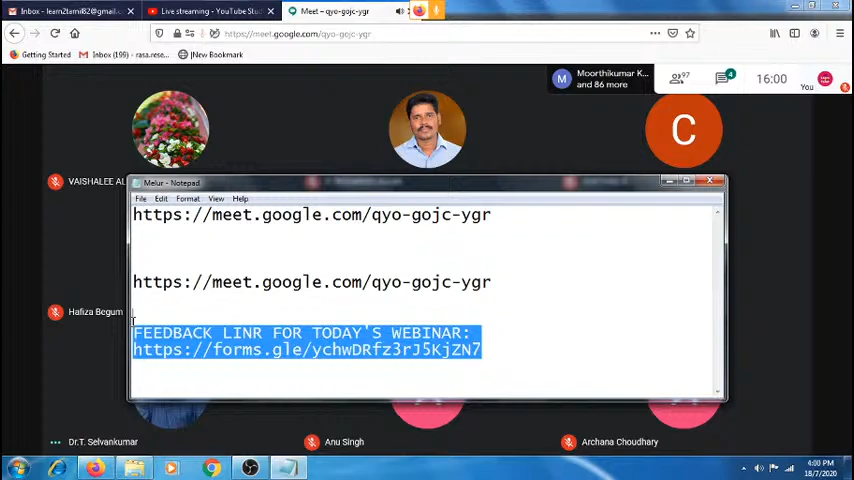 Inbox - learn2tamil82@gmail.com
Live streaming - YouTube Stud
Meet – qyo-gojc-ygr
https://meet.google.com/qyo-gojc-ygr
Getting Started
Inbox (199) - rasa.rese...
New Bookmark
Moorthikumar K...
and 86 more
97
4
16:00
You
C
VAISHALEE AL
Melur - Notepad
File Edit Format View Help
https://meet.google.com/qyo-gojc-ygr
https://meet.google.com/qyo-gojc-ygr
Hafiza Begum
FEEDBACK LINR FOR TODAY'S WEBINAR:
https://forms.gle/ychwDRfz3rJ5KjZN7
Dr.T. Selvankumar
Anu Singh
Archana Choudhary
4:00 PM
18/7/2020